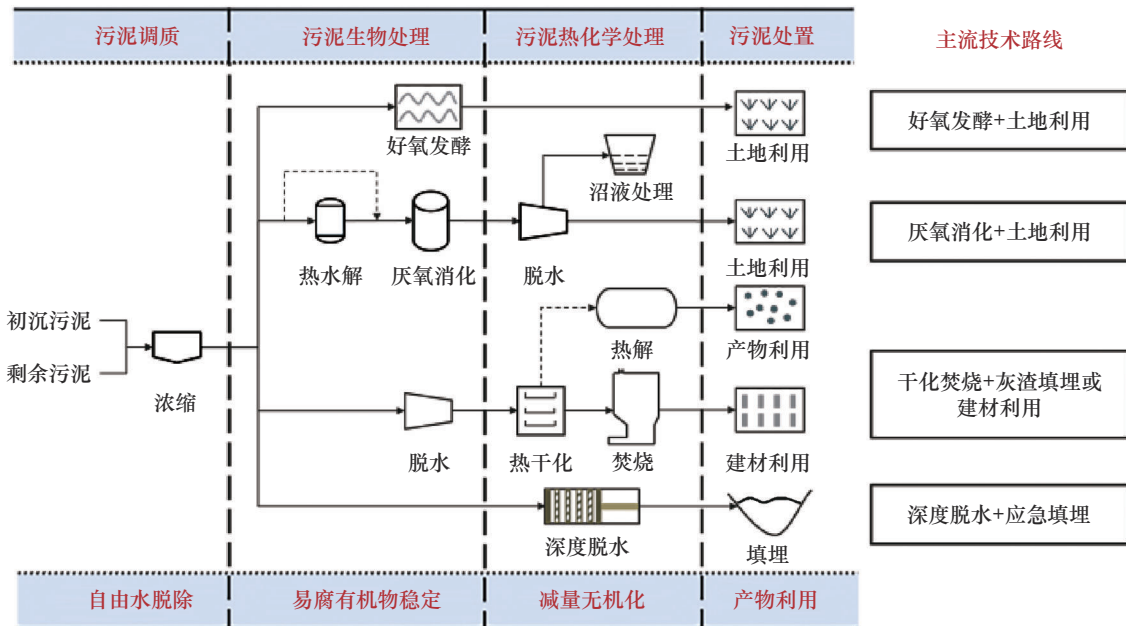 污泥调质
污泥生物处理
污泥热化学处理
污泥处置
主流技术路线
好氧发酵
土地利用
好氧发酵+土地利用
沼液处理
热水解
厌氧消化
脱水
土地利用
厌氧消化+土地利用
初沉污泥
剩余污泥
浓缩
热解
产物利用
脱水
热干化
焚烧
建材利用
干化焚烧+灰渣填埋或
建材利用
深度脱水
填埋
深度脱水+应急填埋
自由水脱除
易腐有机物稳定
减量无机化
产物利用